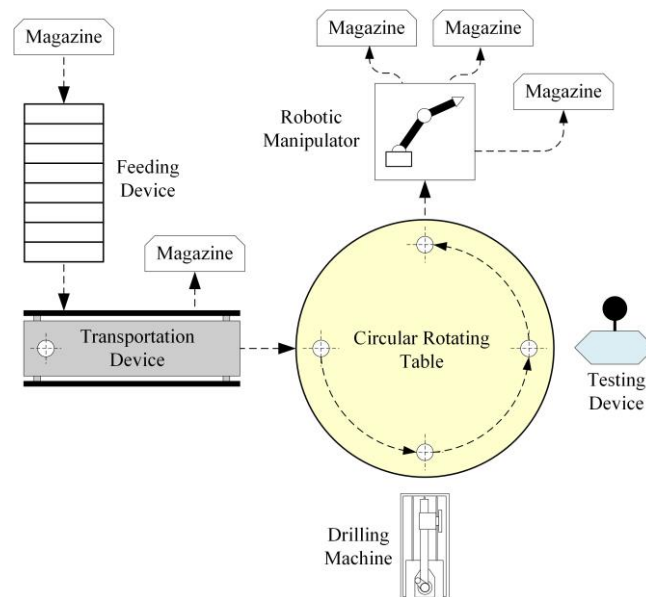 Magazine
Magazine
Magazine
Magazine
Robotic
Manipulator
Feeding
Device
Magazine
Transportation
Device
Circular Rotating
Table
Testing
Device
Drilling
Machine